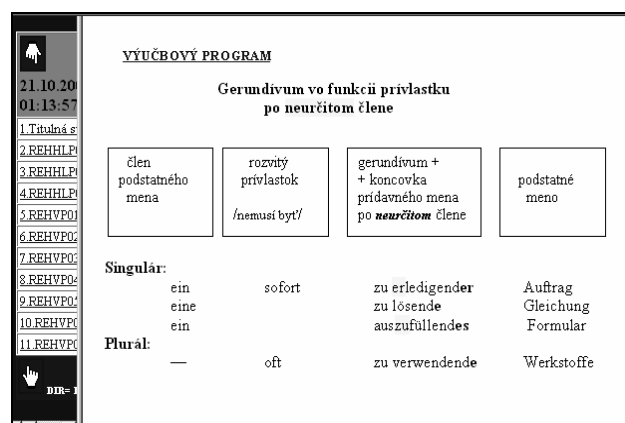 21.10.20
01:13:57
1.Titulná s
2.REHHLP
3.REHHLP
4.REHHLP
5.REHVP01
6.REHVP02
7.REHVP03
8.REHVP04
9.REHVP05
10.REHVP0
11.REHVP0
DIR=
VÝUČBOVÝ PROGRAM
Gerundívum vo funkcii prívlastku
po neurčitom člene
člen
podstatného
mena
rozvitý
prívlastok
/nemusí byť/
gerundívum +
+ koncovka
prídavného mena
po neurčitom člene
podstatné
meno
Singulár:
ein sofort zu erledigender Auftrag
eine zu lösende Gleichung
ein auszufüllendes Formular
Plurál:
— oft zu verwendende Werkstoffe